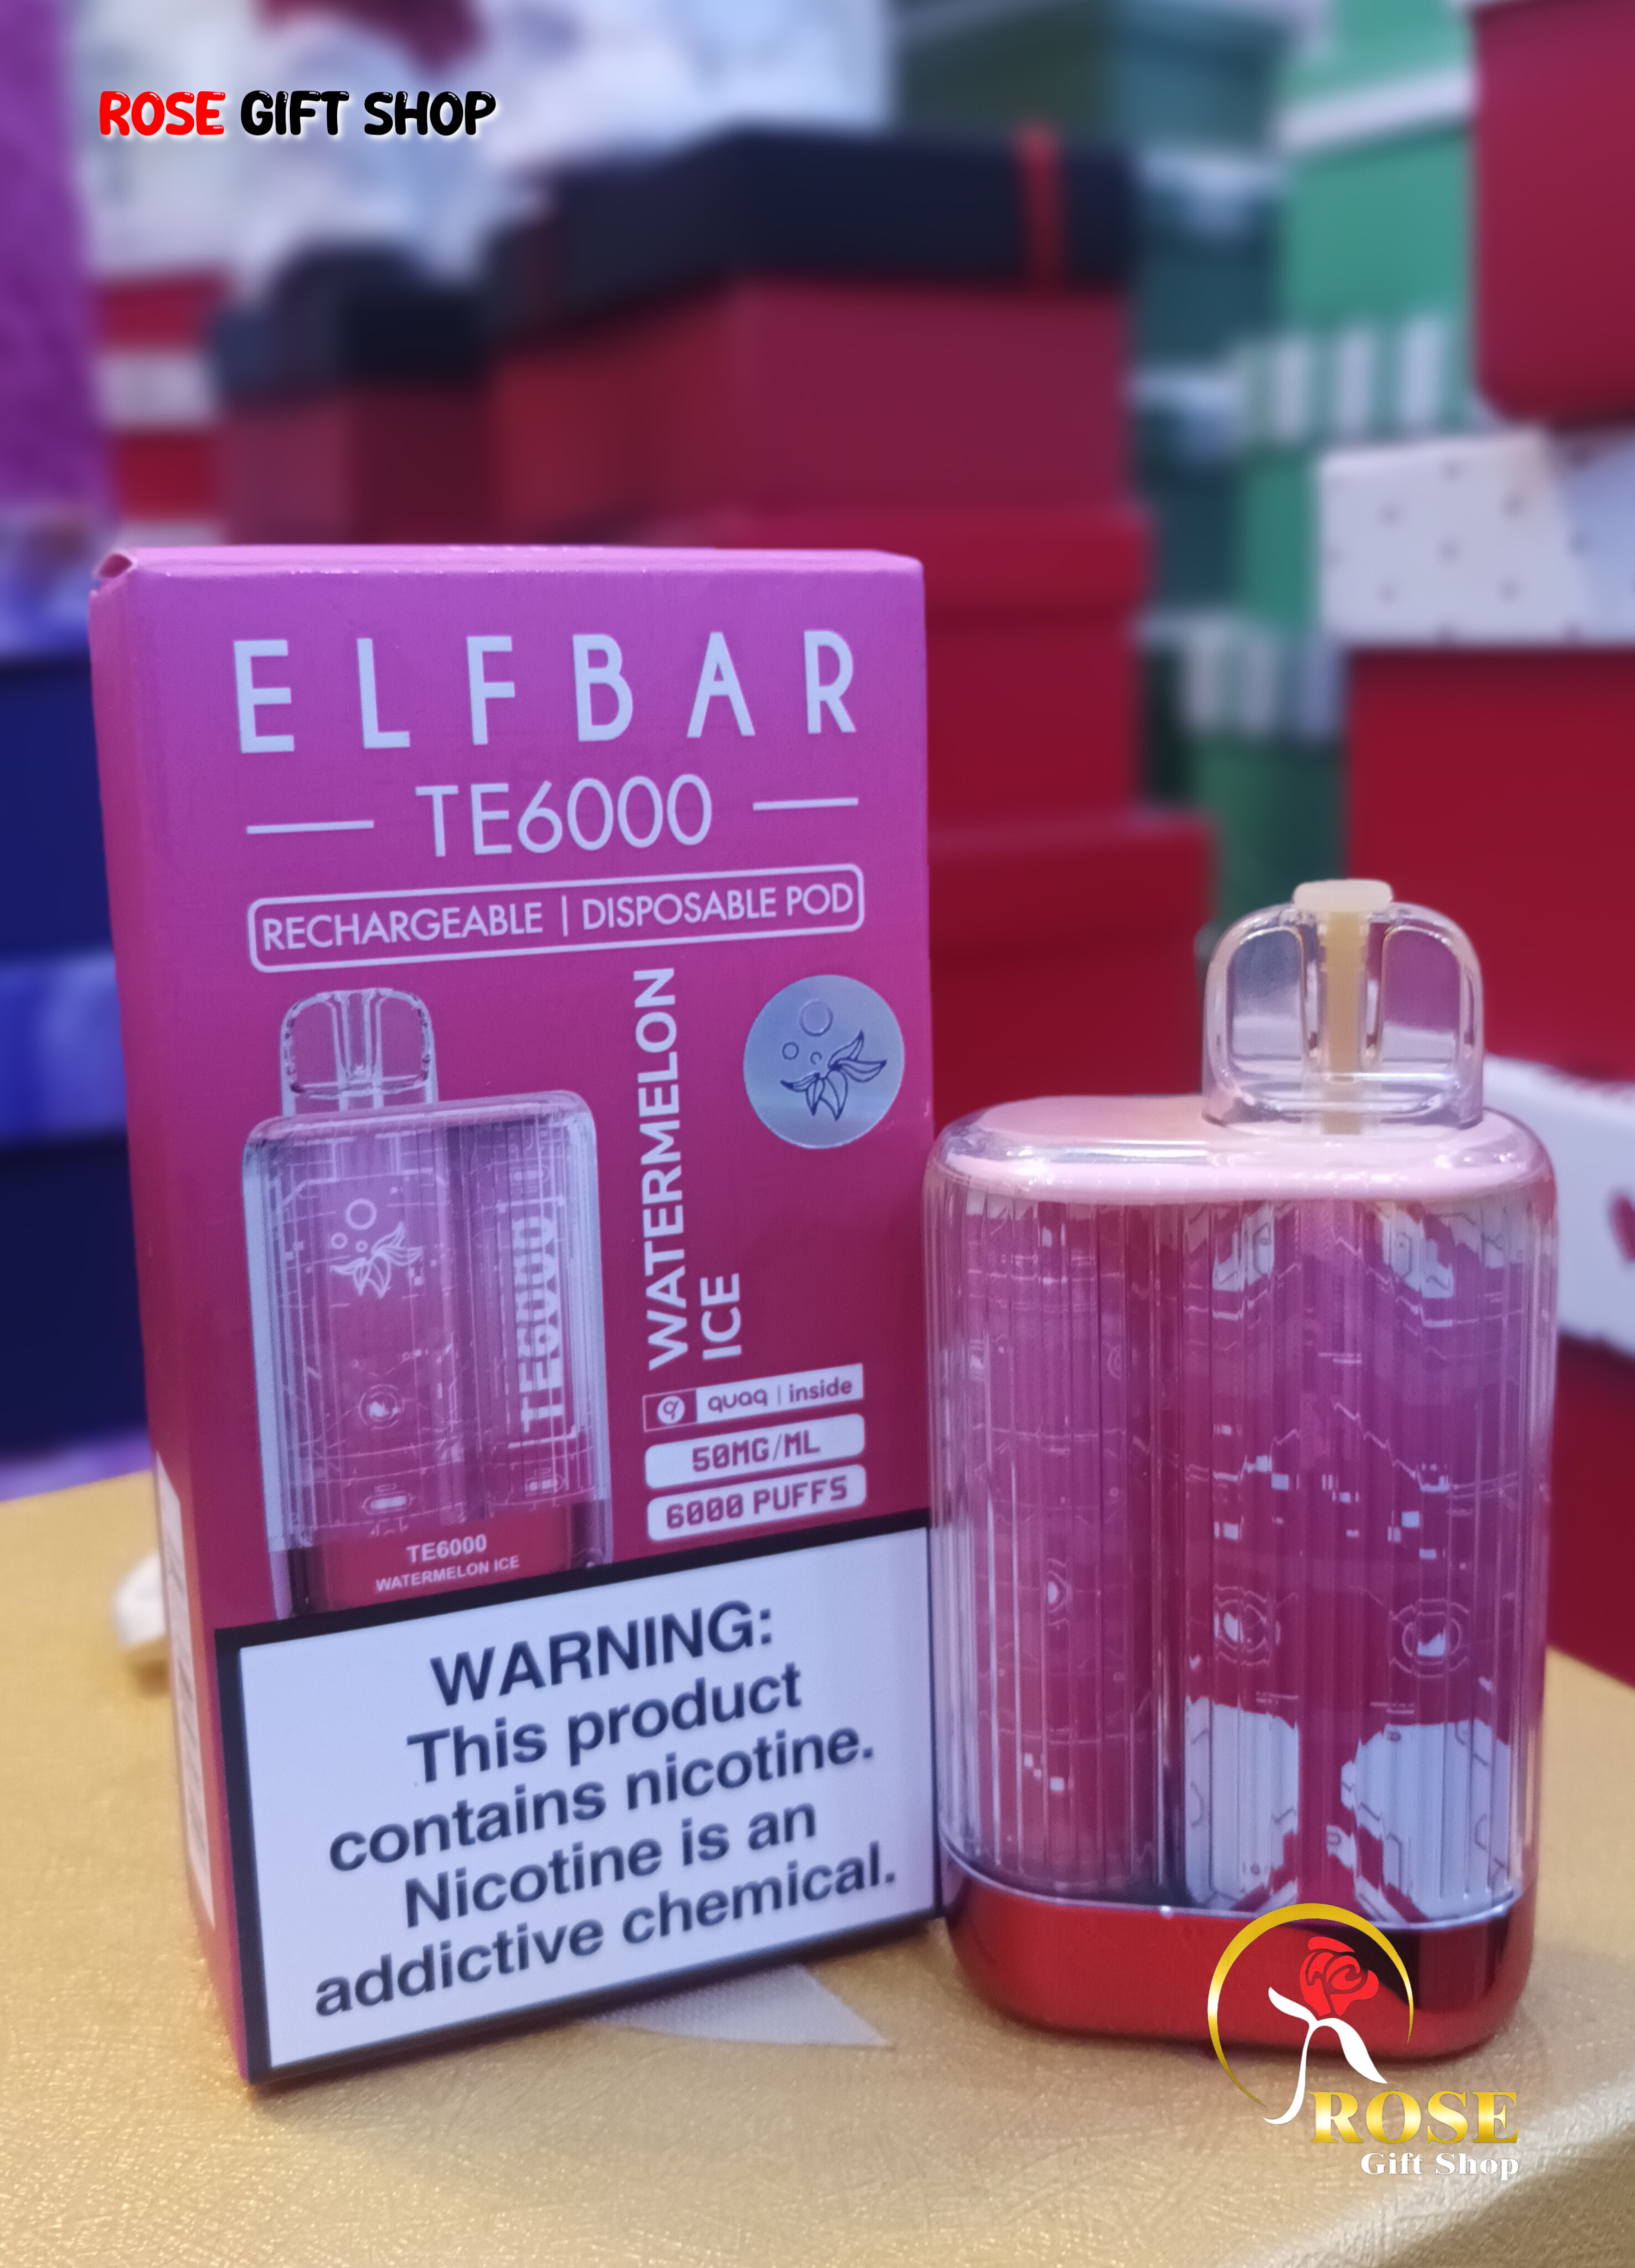 ROSE GIFT SHOP
ELFBAR
TE6000
RECHARGEABLE | DISPOSABLE POD
WATERMELON
ICE
TE6000
quaq | inside
50MG/ML
6000 PUFFS
TE6000
WATERMELON ICE
WARNING:
This product
contains nicotine.
Nicotine is an
addictive chemical.
ROSE
Gift Shop